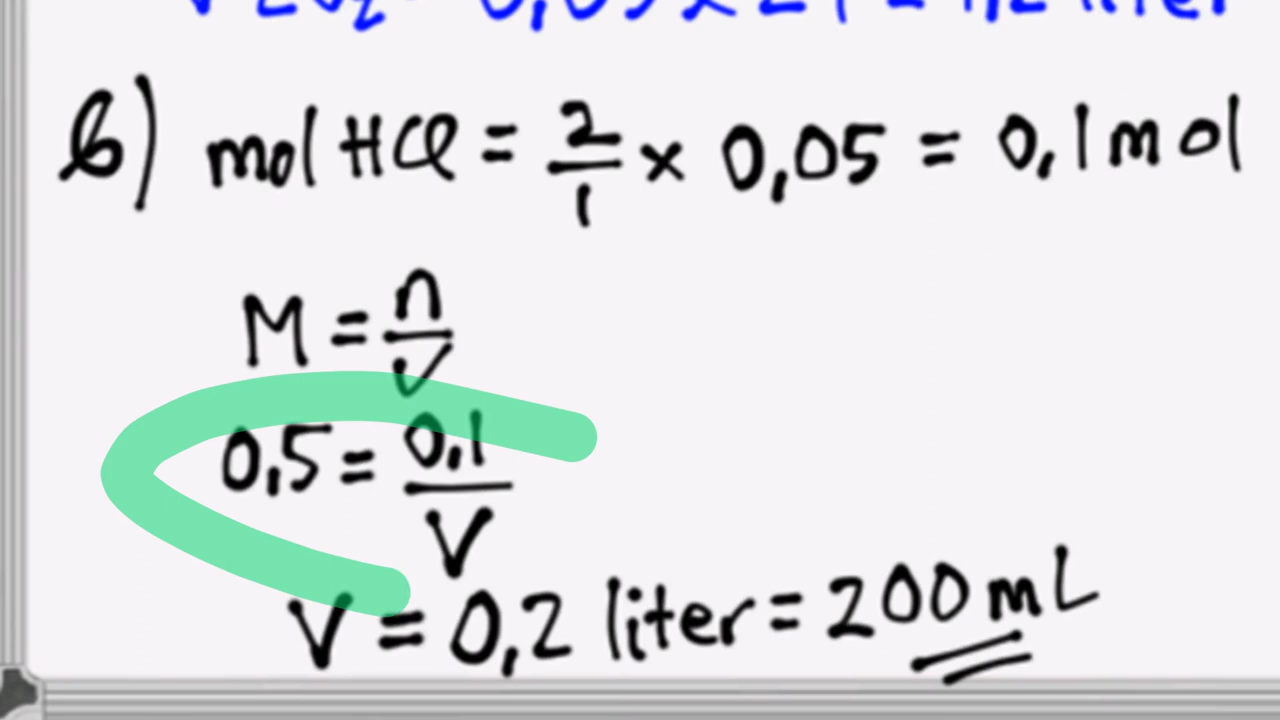 b) mol HCl = 2/1 x 0,05 = 0,1 mol
M = n/V
0,5 = 0,1/V
V = 0,2 liter = 200 mL